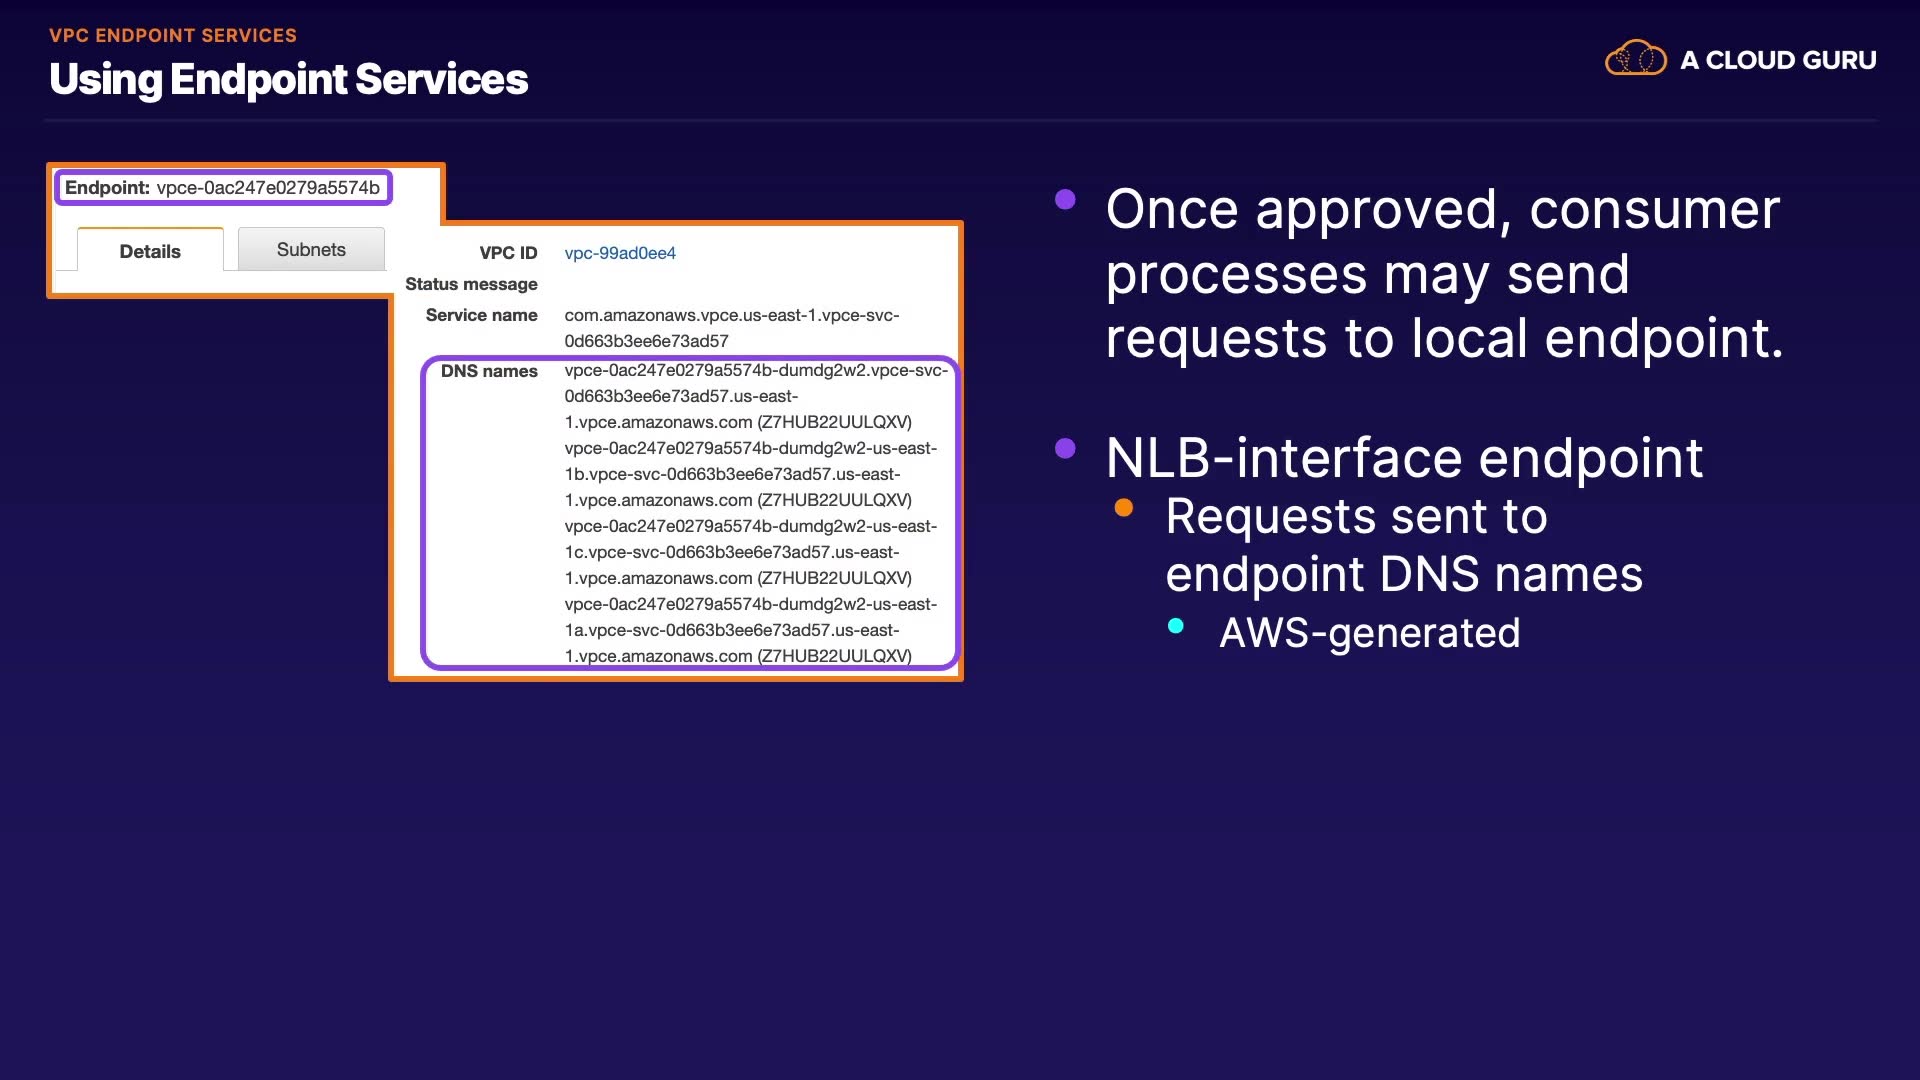 VPC ENDPOINT SERVICES
Using Endpoint Services
A CLOUD GURU
Endpoint: vpce-0ac247e0279a5574b
Details
Subnets
VPC ID vpc-99ad0ee4
Status message
Service name com.amazonaws.vpce.us-east-1.vpce-svc-
0d663b3ee6e73ad57
DNS names vpce-0ac247e0279a5574b-dumdg2w2.vpce-svc-
0d663b3ee6e73ad57.us-east-
1.vpce.amazonaws.com (Z7HUB22UULQXV)
vpce-0ac247e0279a5574b-dumdg2w2-us-east-
1b.vpce-svc-0d663b3ee6e73ad57.us-east-
1.vpce.amazonaws.com (Z7HUB22UULQXV)
vpce-0ac247e0279a5574b-dumdg2w2-us-east-
1c.vpce-svc-0d663b3ee6e73ad57.us-east-
1.vpce.amazonaws.com (Z7HUB22UULQXV)
vpce-0ac247e0279a5574b-dumdg2w2-us-east-
1a.vpce-svc-0d663b3ee6e73ad57.us-east-
1.vpce.amazonaws.com (Z7HUB22UULQXV)
Once approved, consumer
processes may send
requests to local endpoint.
NLB-interface endpoint
Requests sent to
endpoint DNS names
AWS-generated